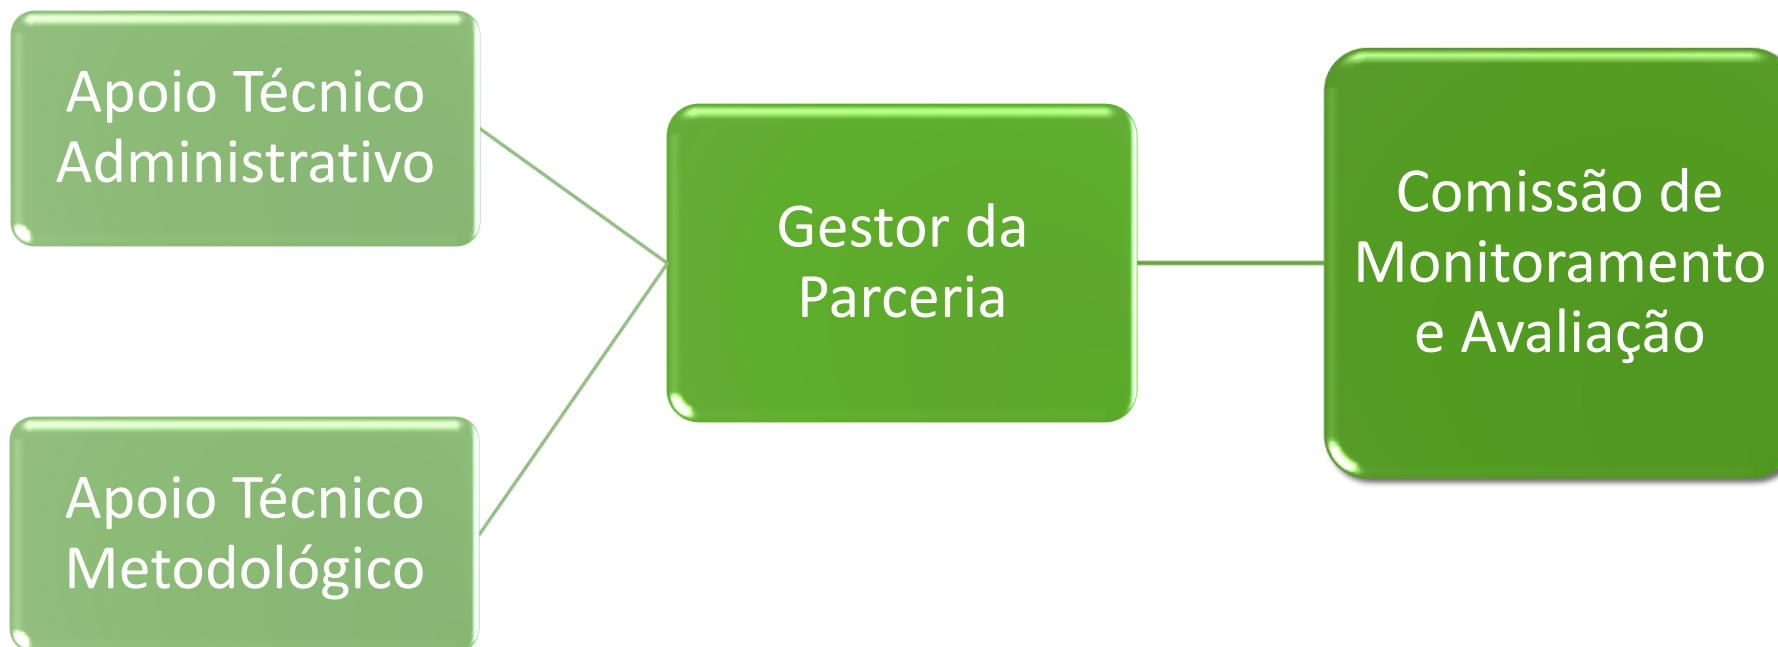 Apoio Técnico
Administrativo
Apoio Técnico
Metodológico
Gestor da
Parceria
Comissão de
Monitoramento
e Avaliação